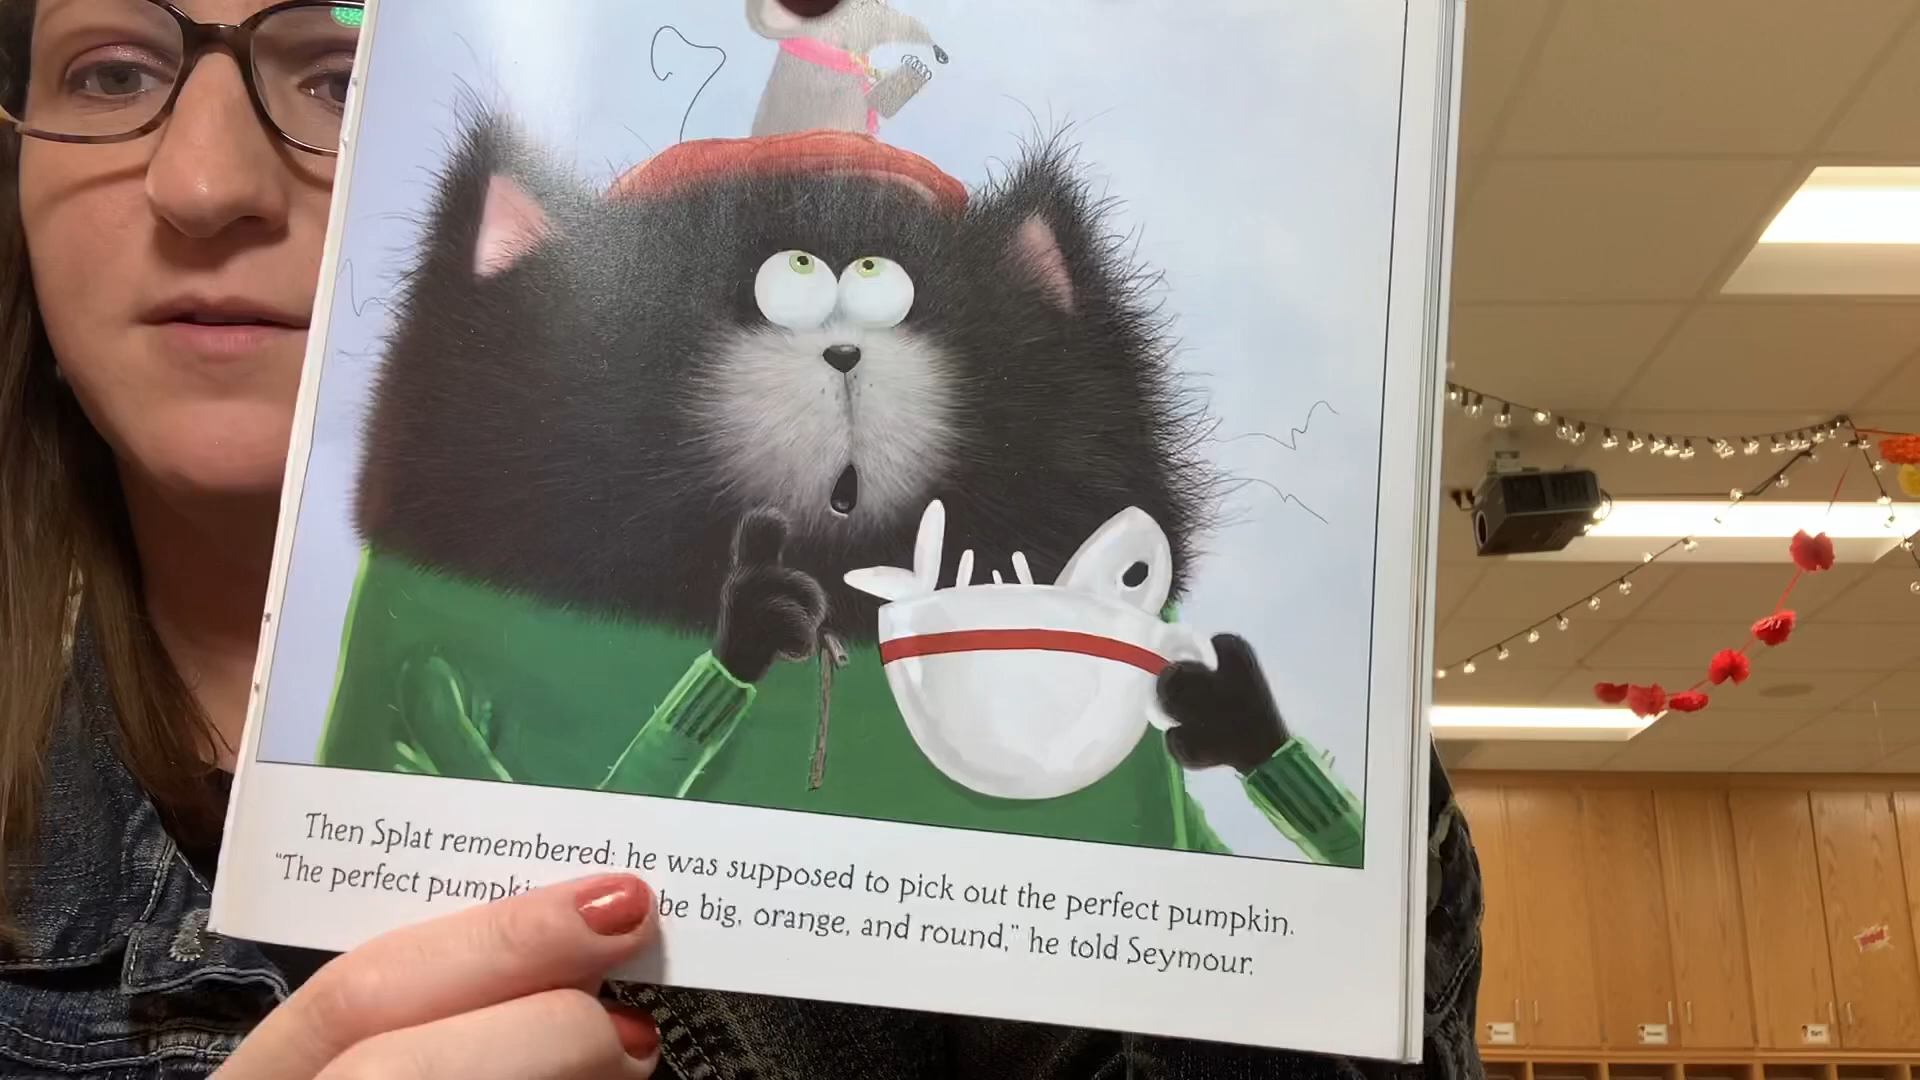 Then Splat remembered: he was supposed to pick out the perfect pumpkin.
"The perfect be big, orange, and round," he told Seymour.